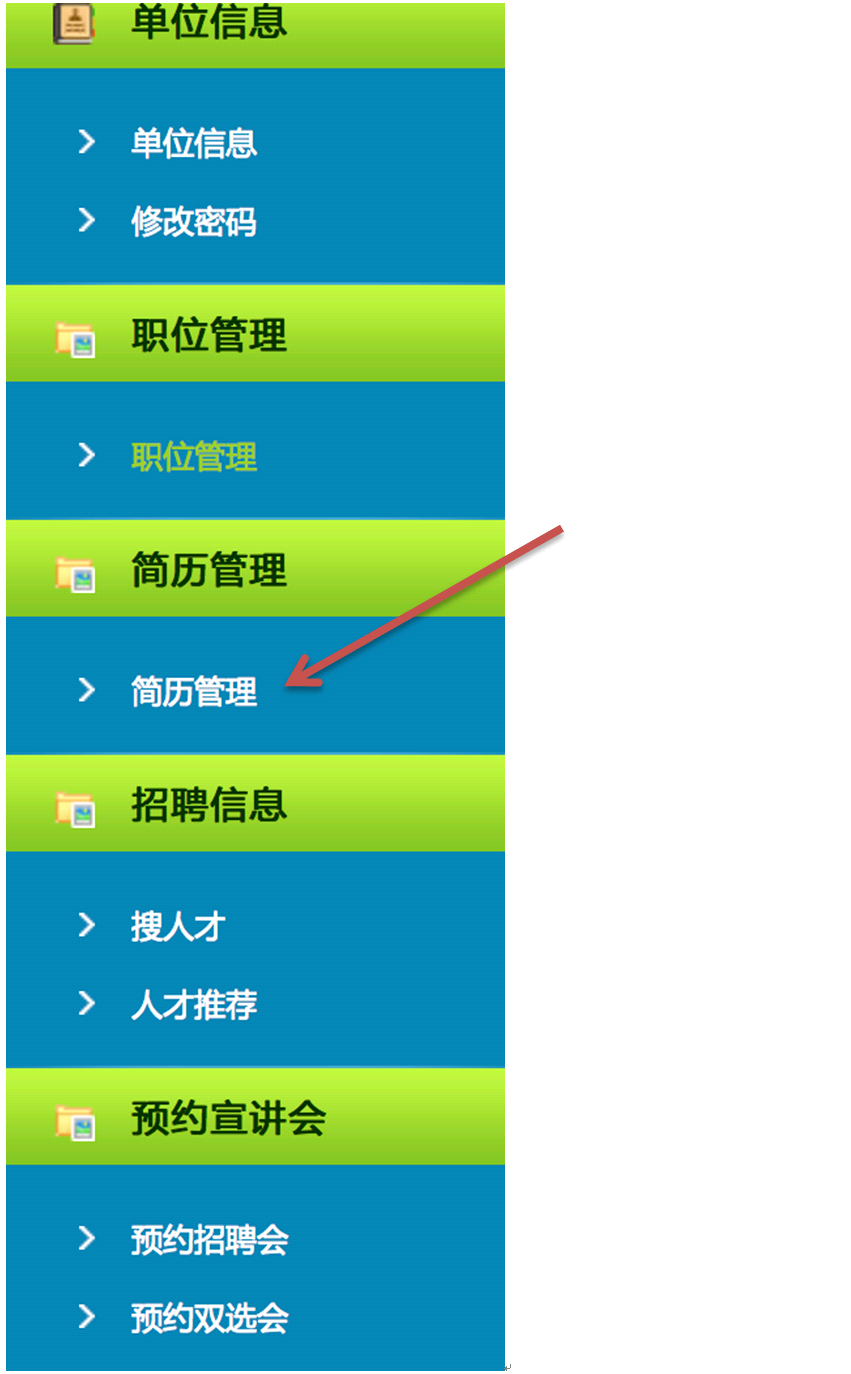 单位信息
单位信息
修改密码
职位管理
职位管理
简历管理
简历管理
招聘信息
搜人才
人才推荐
预约宣讲会
预约招聘会
预约双选会